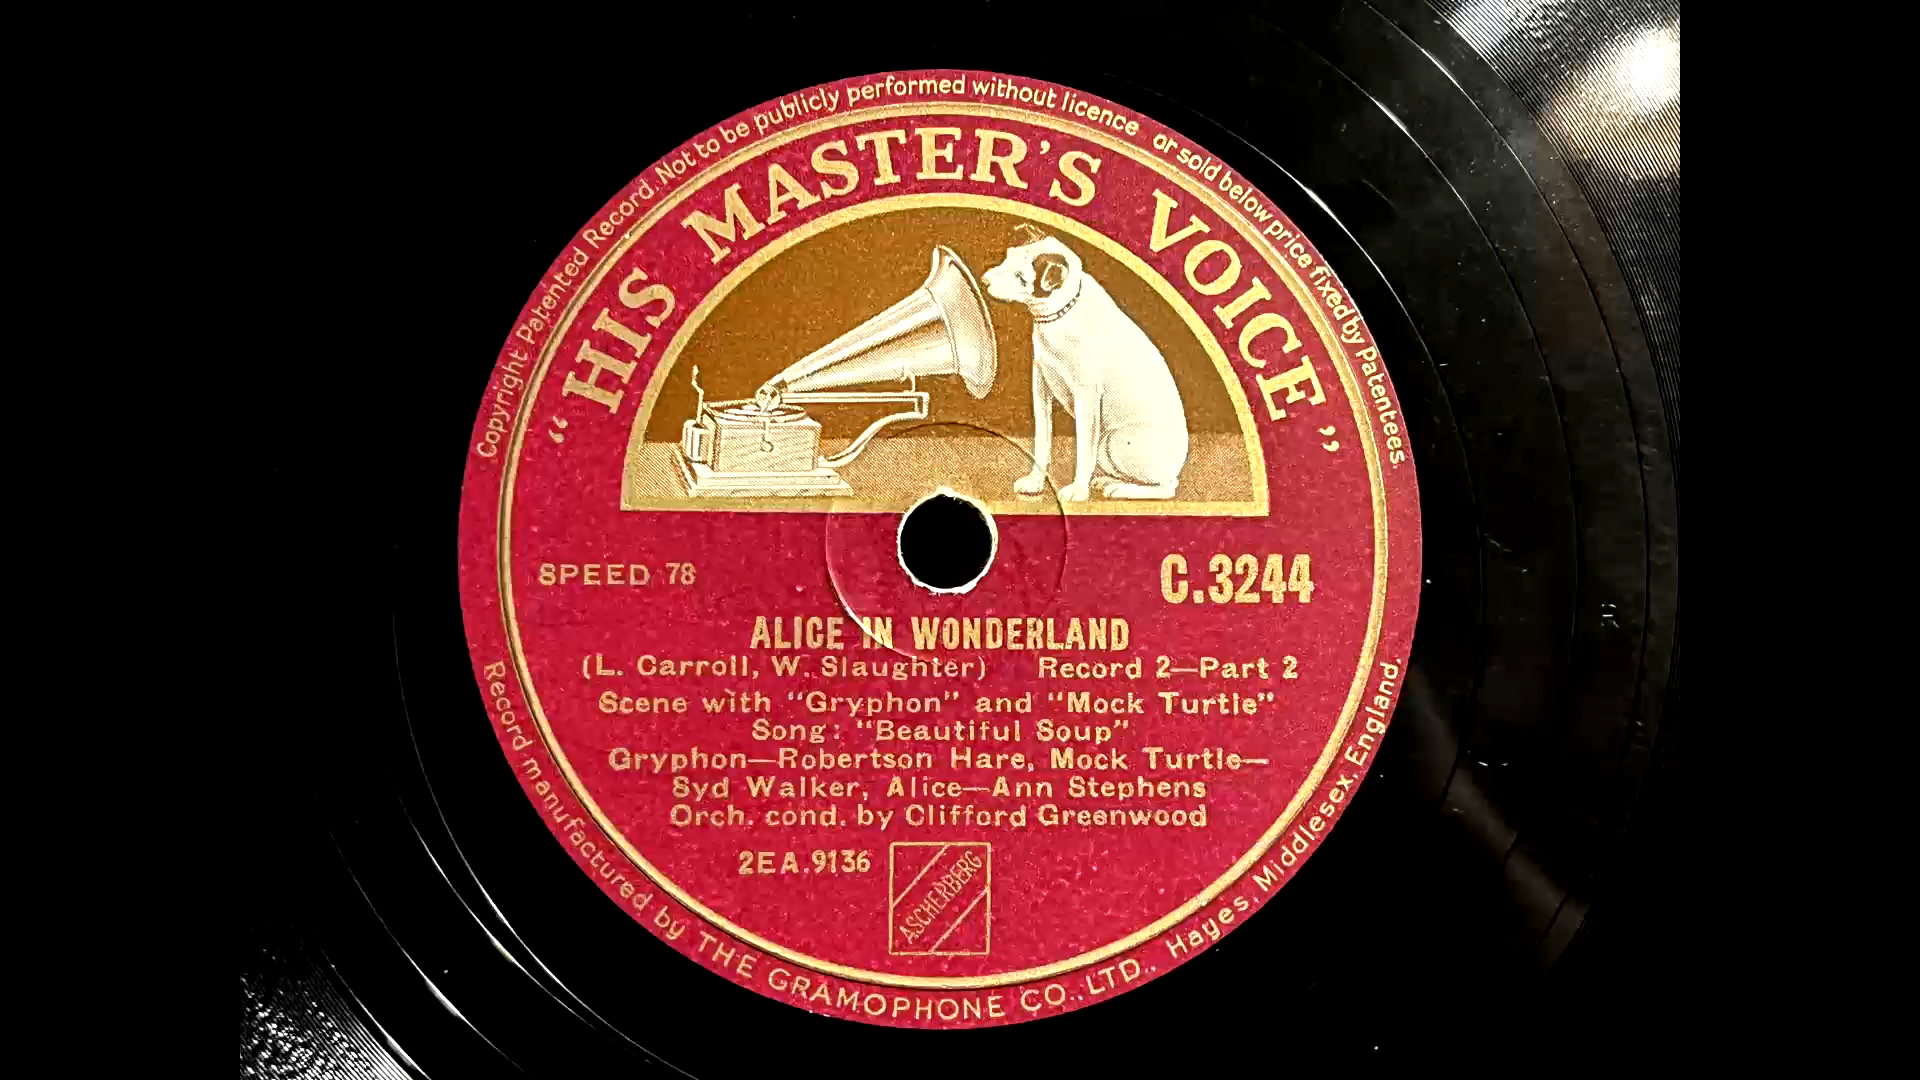 Copyright Patented Record. Not to be publicly performed without licence or sold below price fixed by Patentees.
"HIS MASTER'S VOICE"
SPEED 78
C.3244
ALICE IN WONDERLAND
(L. Carroll, W. Slaughter) Record 2—Part 2
Scene with "Gryphon" and "Mock Turtle"
Song: "Beautiful Soup"
Gryphon—Robertson Hare, Mock Turtle—
Syd Walker, Alice—Ann Stephens
Orch. cond. by Clifford Greenwood
2EA.9136
ASCHERBERG
Record manufactured by THE GRAMOPHONE CO., LTD., Hayes, Middlesex, England.